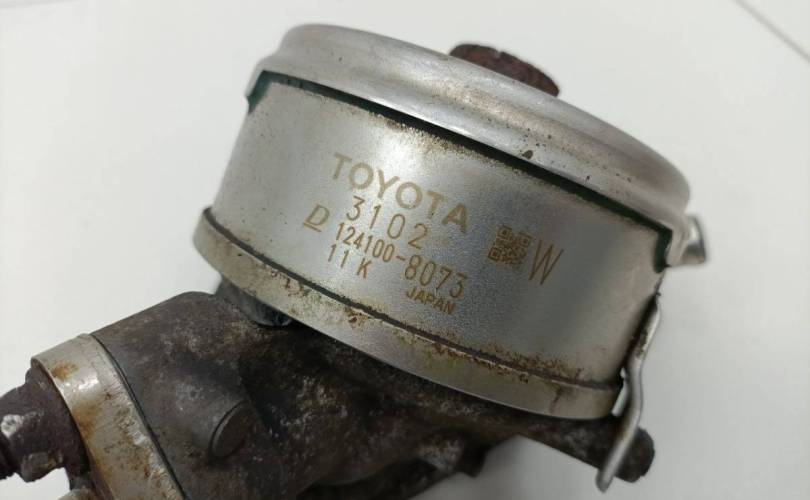 TOYOTA
3102
D 124100-8073 W
11 K
JAPAN